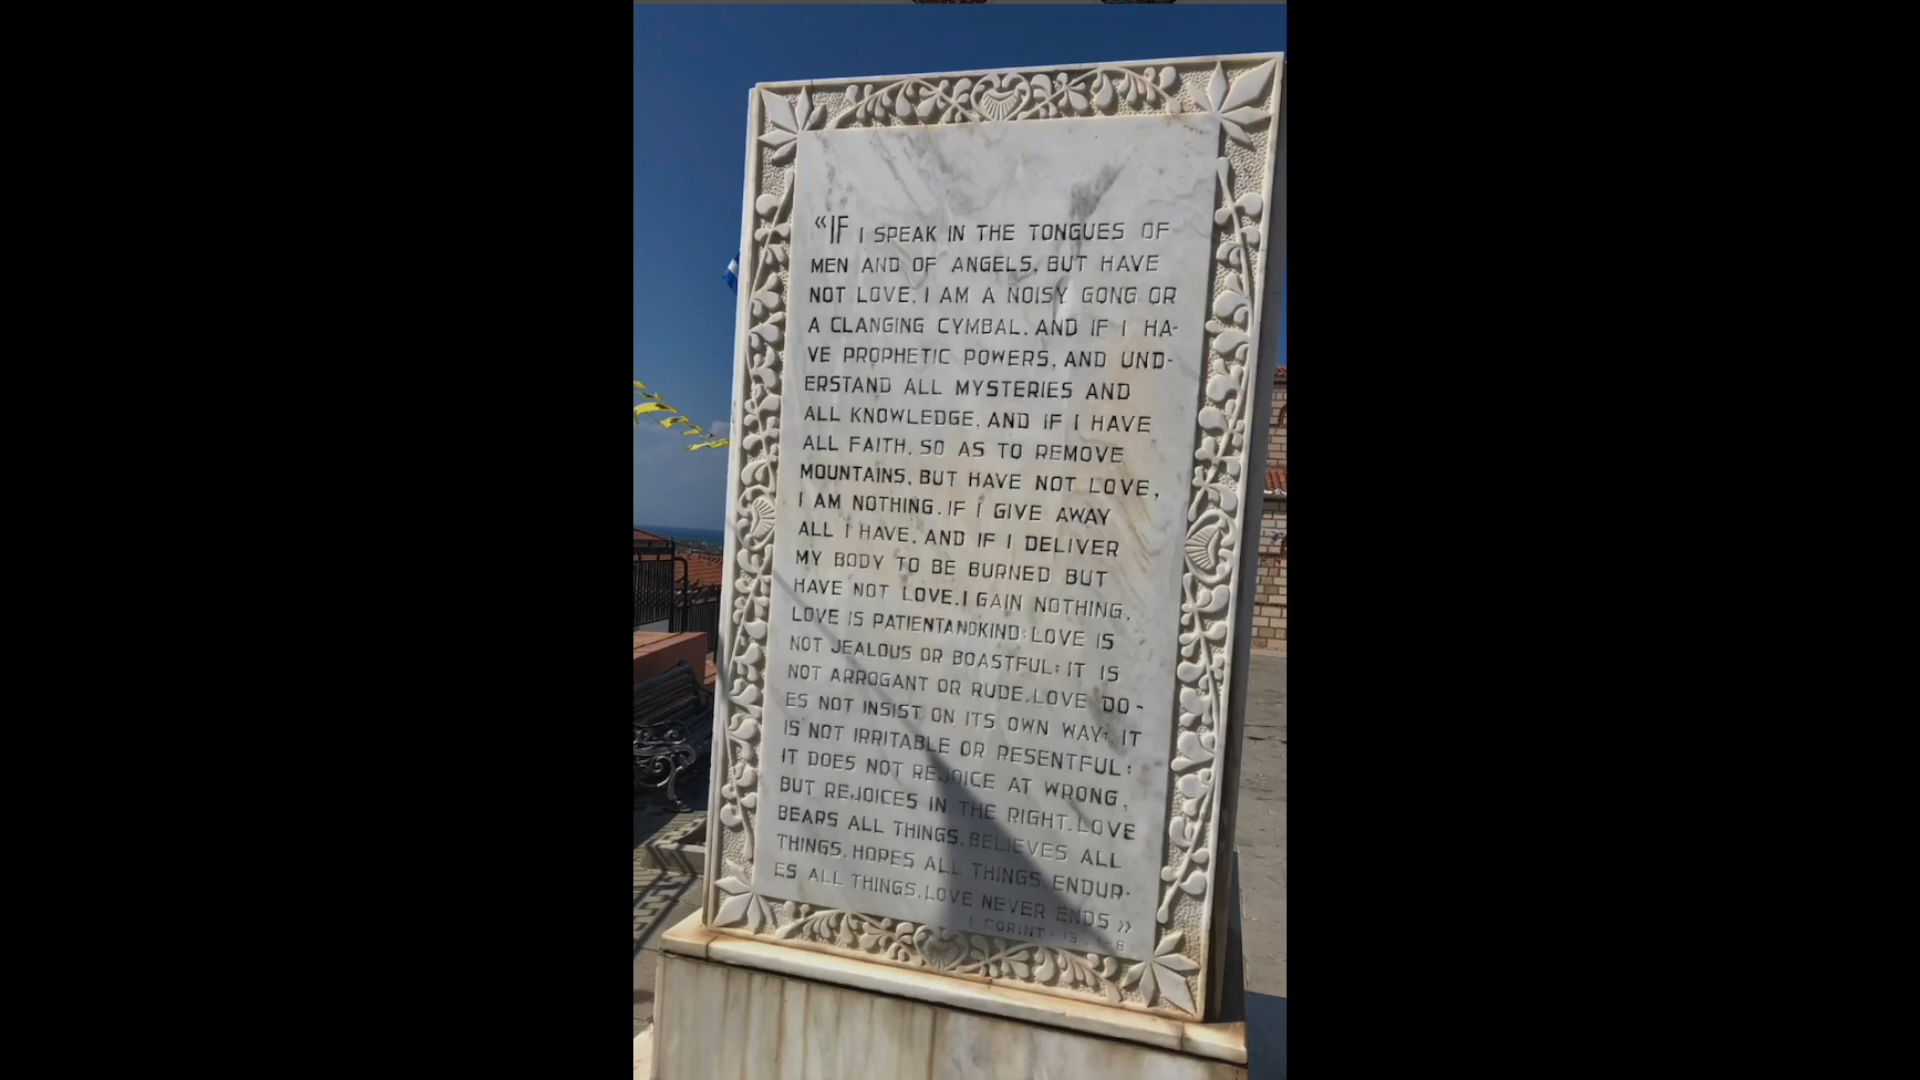 «IF I SPEAK IN THE TONGUES OF
MEN AND OF ANGELS, BUT HAVE
NOT LOVE, I AM A NOISY GONG OR
A CLANGING CYMBAL. AND IF I HA-
VE PROPHETIC POWERS, AND UND-
ERSTAND ALL MYSTERIES AND
ALL KNOWLEDGE, AND IF I HAVE
ALL FAITH, SO AS TO REMOVE
MOUNTAINS, BUT HAVE NOT LOVE,
I AM NOTHING. IF I GIVE AWAY
ALL I HAVE, AND IF I DELIVER
MY BODY TO BE BURNED BUT
HAVE NOT LOVE, I GAIN NOTHING.
LOVE IS PATIENTANDKIND; LOVE IS
NOT JEALOUS OR BOASTFUL; IT IS
NOT ARROGANT OR RUDE. LOVE DO-
ES NOT INSIST ON ITS OWN WAY; IT
IS NOT IRRITABLE OR RESENTFUL;
IT DOES NOT REJOICE AT WRONG,
BUT REJOICES IN THE RIGHT. LOVE
BEARS ALL THINGS, BELIEVES ALL
THINGS, HOPES ALL THINGS, ENDUR-
ES ALL THINGS. LOVE NEVER ENDS»
1 CORINT. 13. 1-8